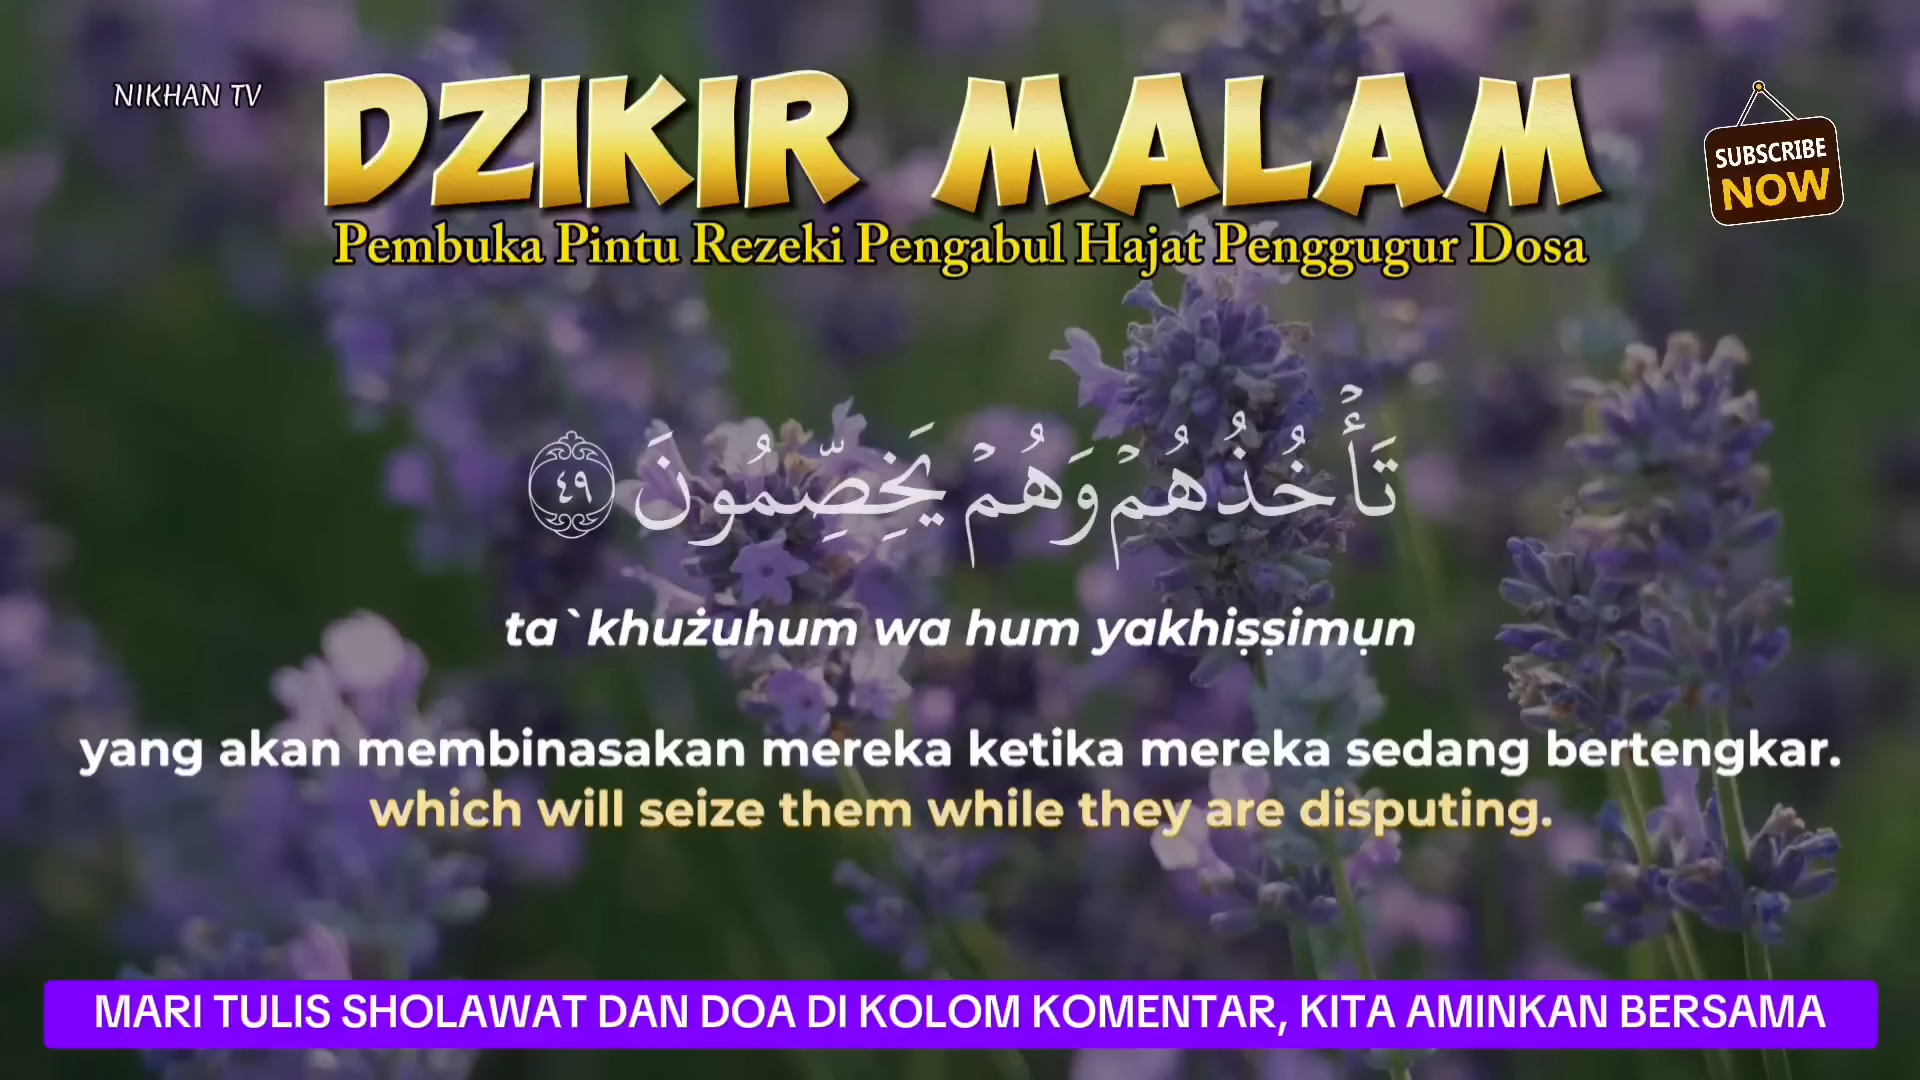 NIKHAN TV
DZIKIR MALAM
SUBSCRIBE
NOW
Pembuka Pintu Rezeki Pengabul Hajat Penggugur Dosa
تَأْخُذُهُمْ وَهُمْ يَخِصِّمُونَ ٤٩
ta`khużuhum wa hum yakhiṣṣimụn
yang akan membinasakan mereka ketika mereka sedang bertengkar.
which will seize them while they are disputing.
MARI TULIS SHOLAWAT DAN DOA DI KOLOM KOMENTAR, KITA AMINKAN BERSAMA